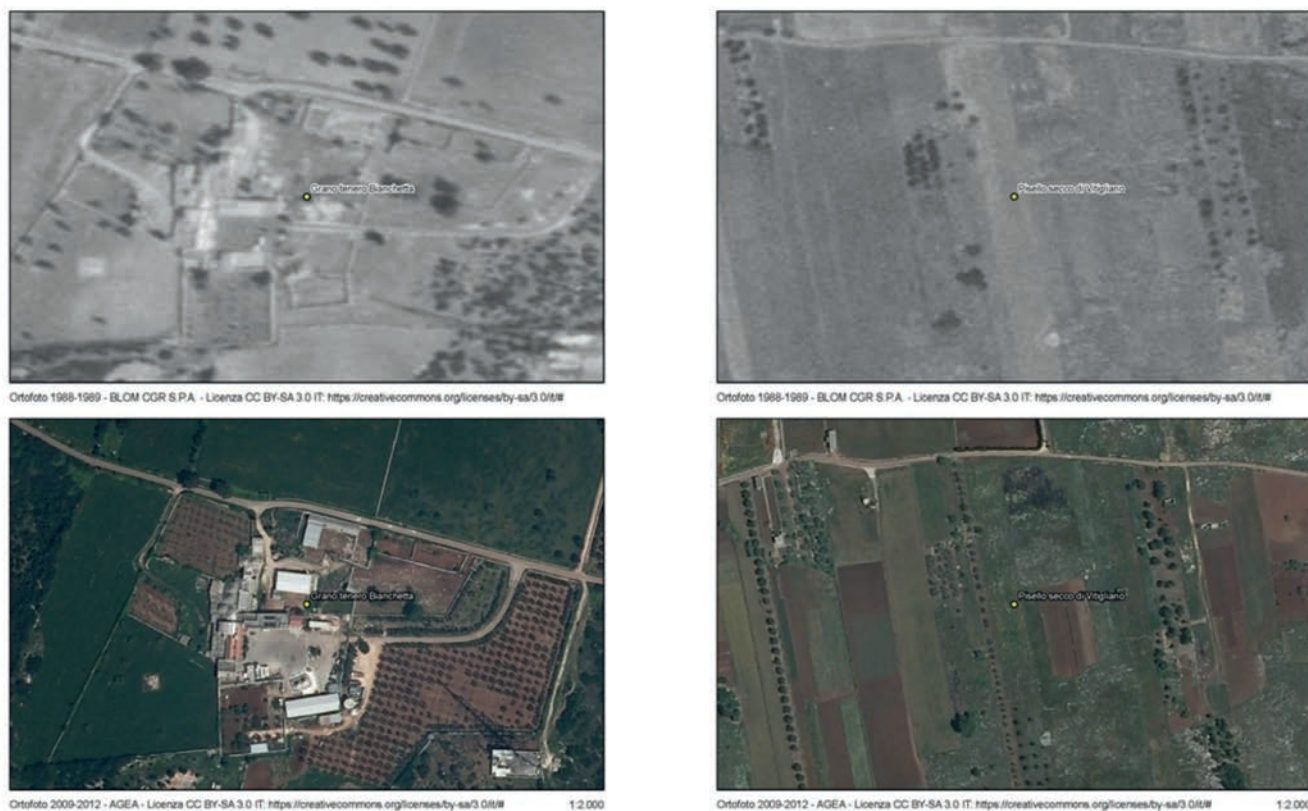 Grano tenero Bianchetta
Pisello secco di Vitigliano
Ortofoto 1988-1989 - BLOM CGR S.P.A. - Licenza CC BY-SA 3.0 IT: https://creativecommons.org/licenses/by-sa/3.0/it/#
Ortofoto 1988-1989 - BLOM CGR S.P.A. - Licenza CC BY-SA 3.0 IT: https://creativecommons.org/licenses/by-sa/3.0/it/#
Grano tenero Bianchetta
Pisello secco di Vitigliano
Ortofoto 2009-2012 - AGEA - Licenza CC BY-SA 3.0 IT: https://creativecommons.org/licenses/by-sa/3.0/it/# 1:2.000
Ortofoto 2009-2012 - AGEA - Licenza CC BY-SA 3.0 IT: https://creativecommons.org/licenses/by-sa/3.0/it/# 1:2.000